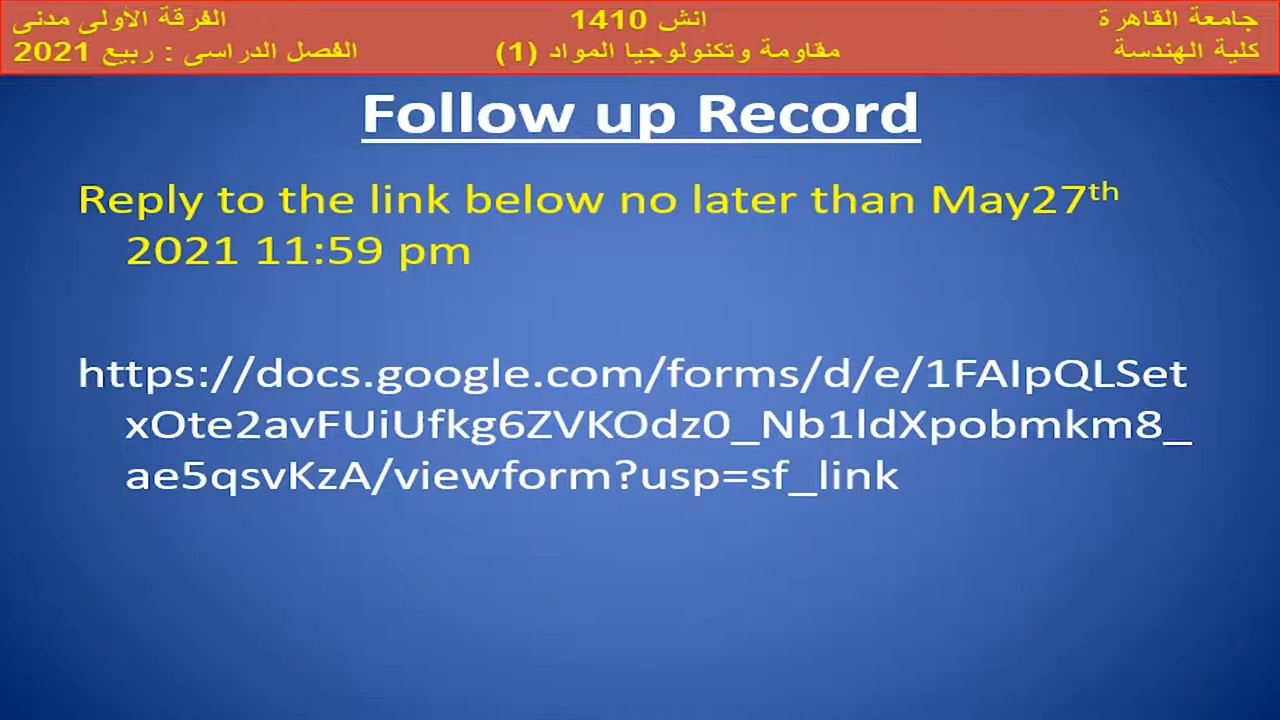 جامعة القاهرة
كلية الهندسة
إنش 1410
مقاومة وتكنولوجيا المواد (1)
الفرقة الأولى مدنى
الفصل الدراسى : ربيع 2021
Follow up Record
Reply to the link below no later than May27th
2021 11:59 pm
https://docs.google.com/forms/d/e/1FAIpQLSet
xOte2avFUiUfkg6ZVKOdz0_Nb1ldXpobmkm8_
ae5qsvKzA/viewform?usp=sf_link